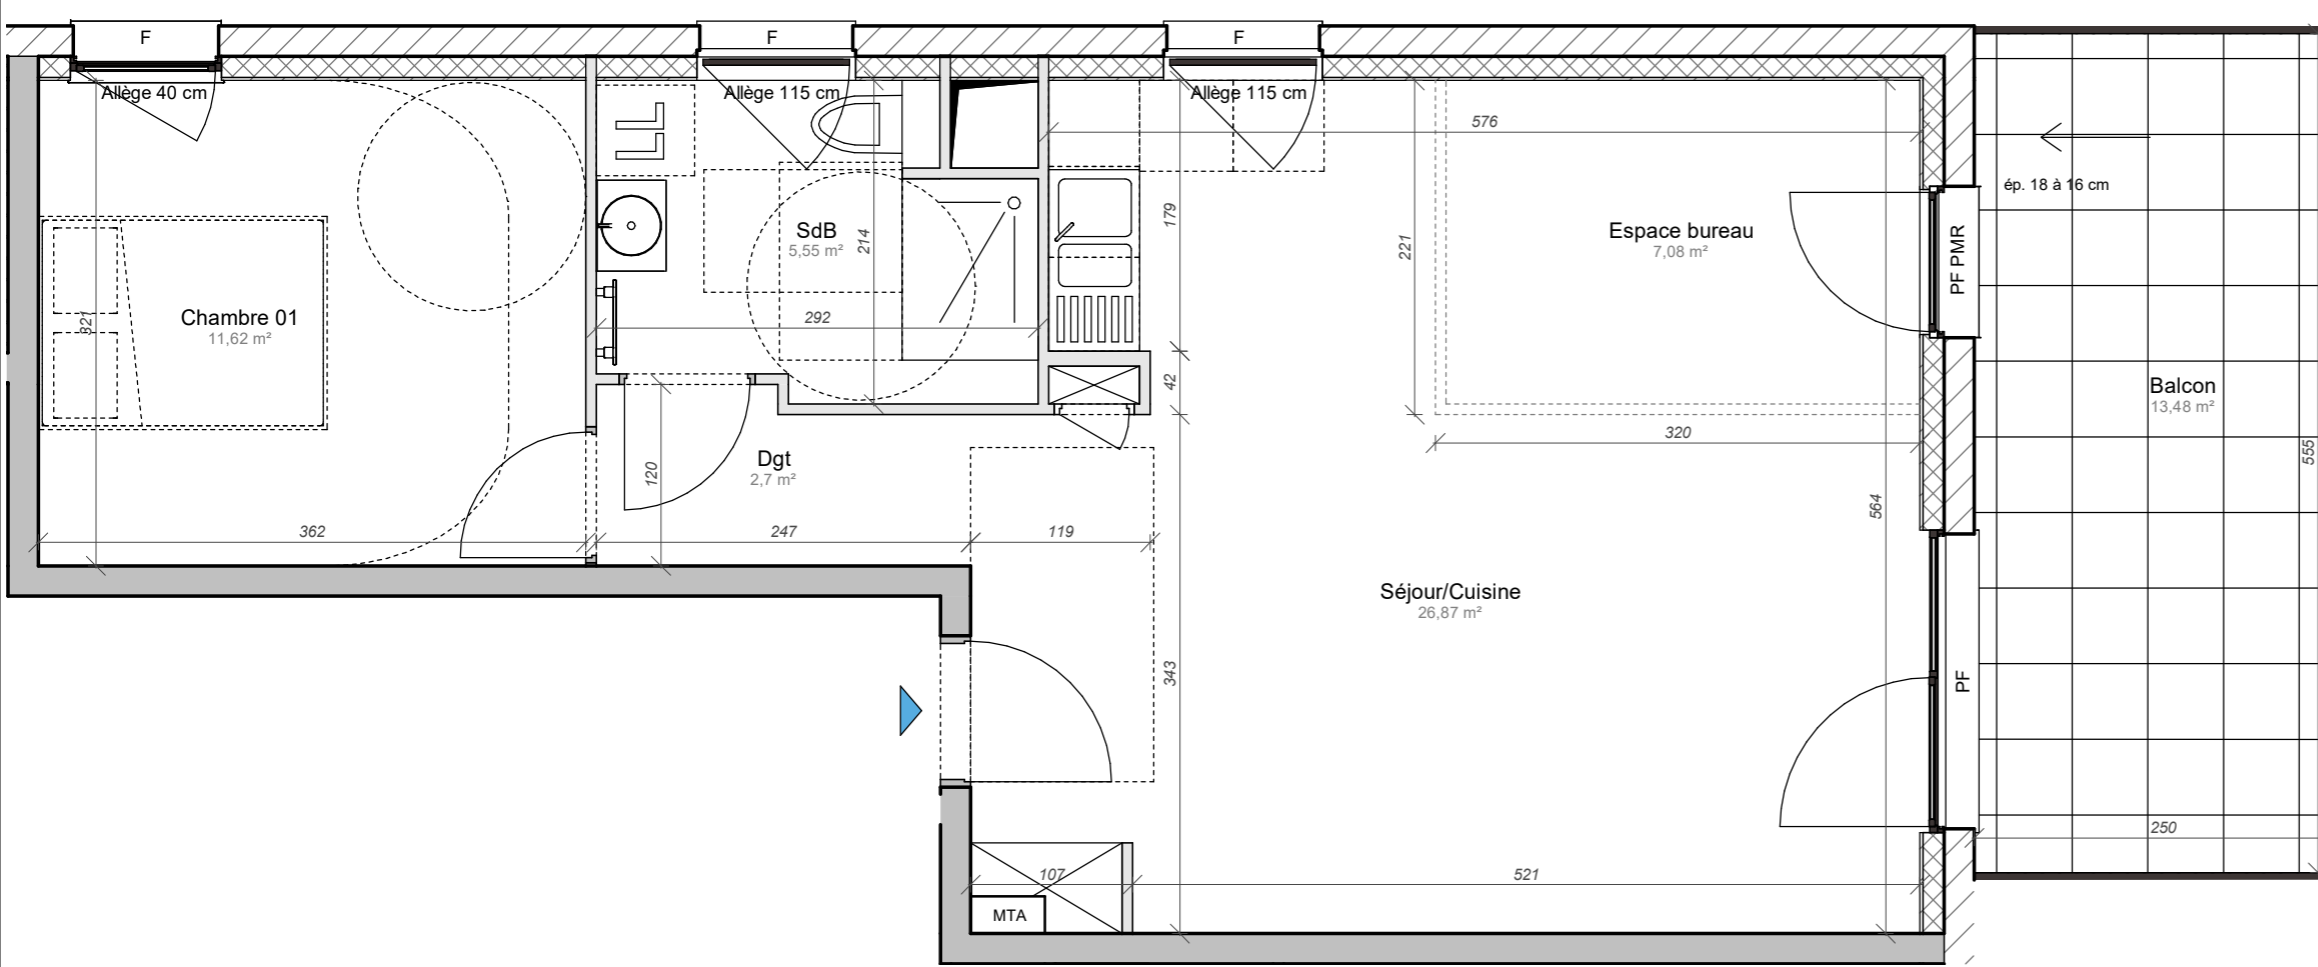 F
F
F
Allège 40 cm
Allège 115 cm
Allège 115 cm
LL
576
ép. 18 à 16 cm
179
221
SdB
5,55 m²
214
Espace bureau
7,08 m²
PF PMR
Chambre 01
11,62 m²
321
292
42
Balcon
13,48 m²
320
555
Dgt
2,7 m²
120
564
362
247
119
Séjour/Cuisine
26,87 m²
343
PF
250
107
521
MTA